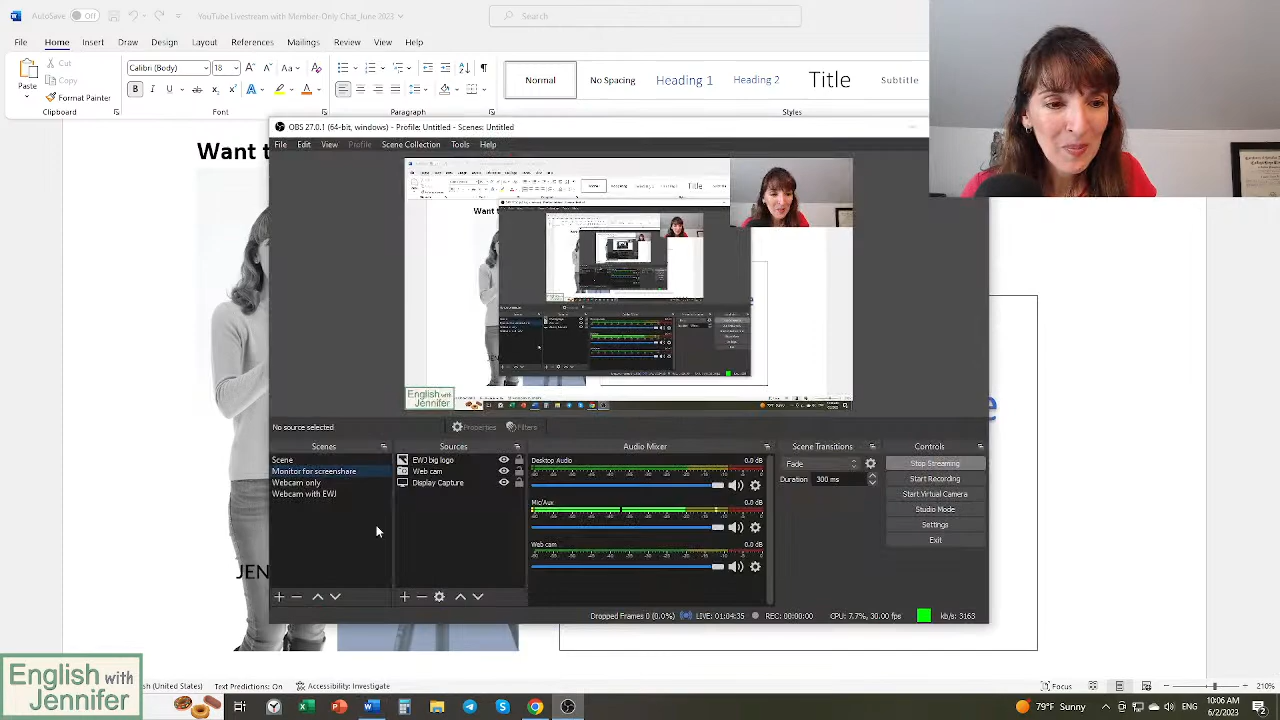 AutoSave Off YouTube Livestream with Member-Only Chat_June 2023 Search
File Home Insert Draw Design Layout References Mailings Review View Help
Cut
Copy
Format Painter
Paste
Calibri (Body) 18
Clipboard Font Paragraph Styles
Normal No Spacing Heading 1 Heading 2 Title Subtitle
Want t
OBS 27.0.1 (64-bit, windows) - Profile: Untitled - Scenes: Untitled
File Edit View Profile Scene Collection Tools Help
Want
English with
Jennifer
No source selected Properties Filters
Scenes Sources Audio Mixer Scene Transitions Controls
Scene
Monitor for screenshare
Webcam only
Webcam with EWJ
EWJ big logo
Web cam
Display Capture
Desktop Audio 0.0 dB
Mic/Aux 0.0 dB
Web cam 0.0 dB
Fade
Duration 300 ms
Stop Streaming
Start Recording
Start Virtual Camera
Studio Mode
Settings
Exit
Dropped Frames 0 (0.0%) LIVE: 01:04:35 REC: 00:00:00 CPU: 7.7%, 30.00 fps kb/s: 3163
JEN
e
English with
Jennifer
sh (United States) Text Predictions: On Accessibility: Investigate Focus 210%
79°F Sunny
10:06 AM
6/2/2023